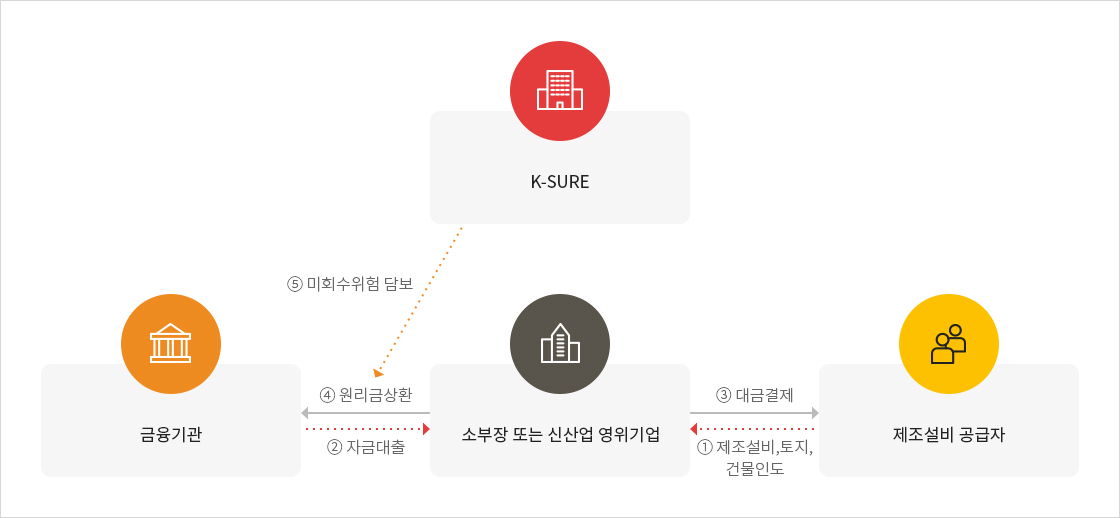 K-SURE
⑤ 미회수위험 담보
④ 원리금상환
③ 대금결제
금융기관
소부장 또는 신산업 영위기업
제조설비 공급자
② 자금대출
① 제조설비,토지,
건물인도